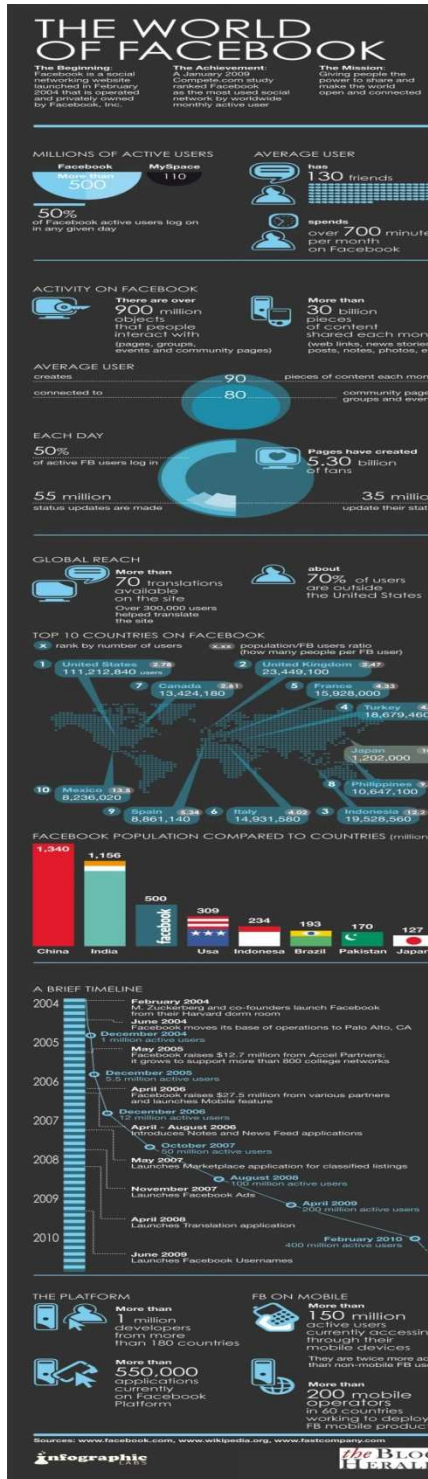 THE WORLD
OF FACEBOOK
The Beginning:
Facebook is a social
networking website
launched in February
2004 that is operated
and privately owned
by Facebook, Inc.
The Achievement:
A January 2009
Compete.com study
ranked Facebook
as the most used social
network by worldwide
monthly active user
The Mission:
Giving people the
power to share and
make the world
open and connected
MILLIONS OF ACTIVE USERS
Facebook
More than
500
MySpace
110
50%
of Facebook active users log on
in any given day
AVERAGE USER
has
130 friends
spends
over 700 minute
per month
on Facebook
ACTIVITY ON FACEBOOK
There are over
900 million
objects
that people
interact with
(pages, groups,
events and community pages)
More than
30 billion
pieces
of content
shared each mon
(web links, news stories
posts, notes, photos, e
AVERAGE USER
creates 90 pieces of content each mon
connected to 80 community page
groups and even
EACH DAY
50%
of active FB users log in
Pages have created
5.30 billion
of fans
55 million
status updates are made
35 millio
update their stat
GLOBAL REACH
More than
70 translations
available
on the site
Over 300,000 users
helped translate
the site
about
70% of users
are outside
the United States
TOP 10 COUNTRIES ON FACEBOOK
x rank by number of users
x.xx population/FB users ratio
(how many people per FB user)
1 United States 2.78
111,212,840 users
2 United Kingdom 2.47
23,449,100
7 Canada 2.61
13,424,180
5 France 4.33
15,928,000
4 Turkey 4.
18,679,460
Japan 10
1,202,000
10 Mexico 13.5
8,236,020
8 Philippines 9.
10,647,100
9 Spain 5.34
8,861,140
6 Italy 4.02
14,931,580
3 Indonesia 12.2
19,528,560
FACEBOOK POPULATION COMPARED TO COUNTRIES (million
1,340
1,156
500
309
234
193
170
127
facebook
China India Usa Indonesa Brazil Pakistan Japan
A BRIEF TIMELINE
2004
February 2004
M. Zuckerberg and co-founders launch Facebook
from their Harvard dorm room
June 2004
Facebook moves its base of operations to Palo Alto, CA
December 2004
1 million active users
2005
May 2005
Facebook raises $12.7 million from Accel Partners;
it grows to support more than 800 college networks
December 2005
5.5 million active users
2006
April 2006
Facebook raises $27.5 million from various partners
and launches Mobile feature
December 2006
12 million active users
2007
April - August 2006
Introduces Notes and News Feed applications
October 2007
50 million active users
May 2007
Launches Marketplace application for classified listings
2008
August 2008
100 million active users
November 2007
Launches Facebook Ads
2009
April 2009
200 million active users
April 2008
Launches Translation application
2010
February 2010
400 million active users
June 2009
Launches Facebook Usernames
THE PLATFORM
More than
1 million
developers
from more
than 180 countries
More than
550,000
applications
currently
on Facebook
Platform
FB ON MOBILE
More than
150 million
active users
currently accessin
through their
mobile devices
They are twice more ac
than non-mobile FB use
More than
200 mobile
operators
in 60 countries
working to deploy
FB mobile produc
Sources: www.facebook.com, www.wikipedia.org, www.fastcompany.com
infographic
LABS
the BLOG
HERALD